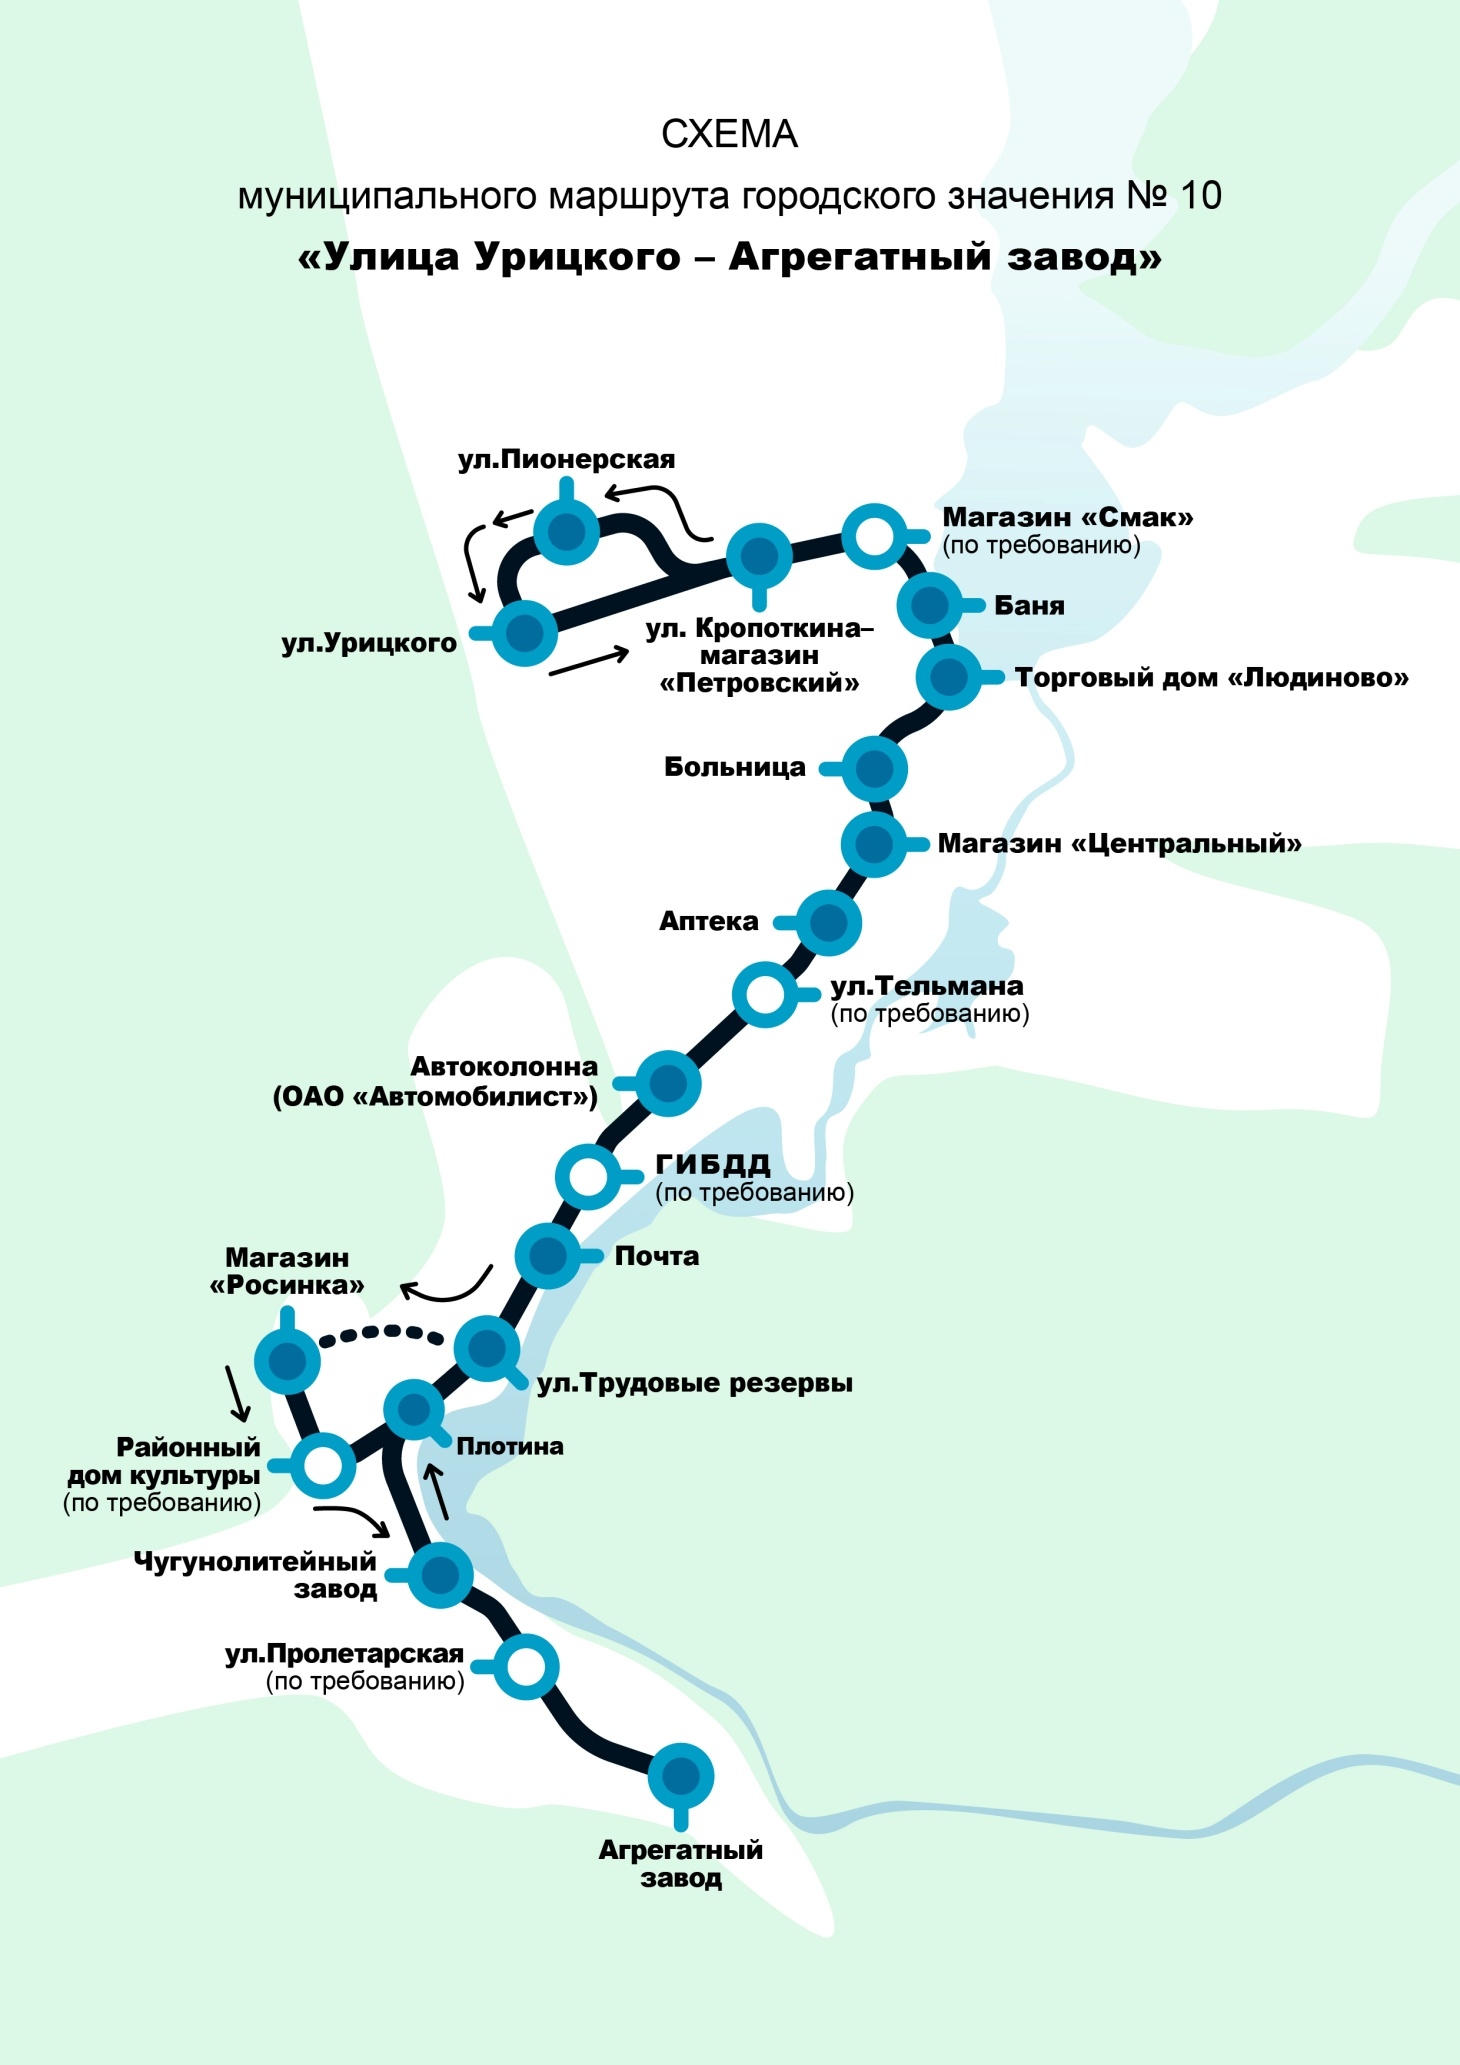 СХЕМА
муниципального маршрута городского значения № 10
«Улица Урицкого – Агрегатный завод»
ул.Пионерская
Магазин «Смак»
(по требованию)
Баня
ул.Урицкого
ул. Кропоткина–
магазин
«Петровский»
Торговый дом «Людиново»
Больница
Магазин «Центральный»
Аптека
ул.Тельмана
(по требованию)
Автоколонна
(ОАО «Автомобилист»)
ГИБДД
(по требованию)
Почта
Магазин
«Росинка»
ул.Трудовые резервы
Плотина
Районный
дом культуры
(по требованию)
Чугунолитейный
завод
ул.Пролетарская
(по требованию)
Агрегатный
завод